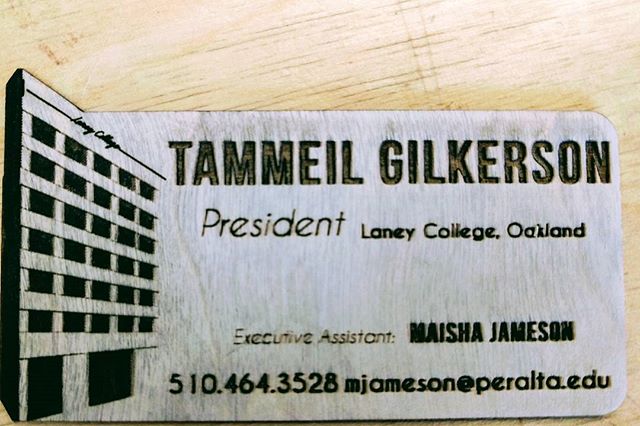 Laney College
TAMMEIL GILKERSON
President Laney College, Oakland
Executive Assistant: MAISHA JAMESON
510.464.3528 mjameson@peralta.edu